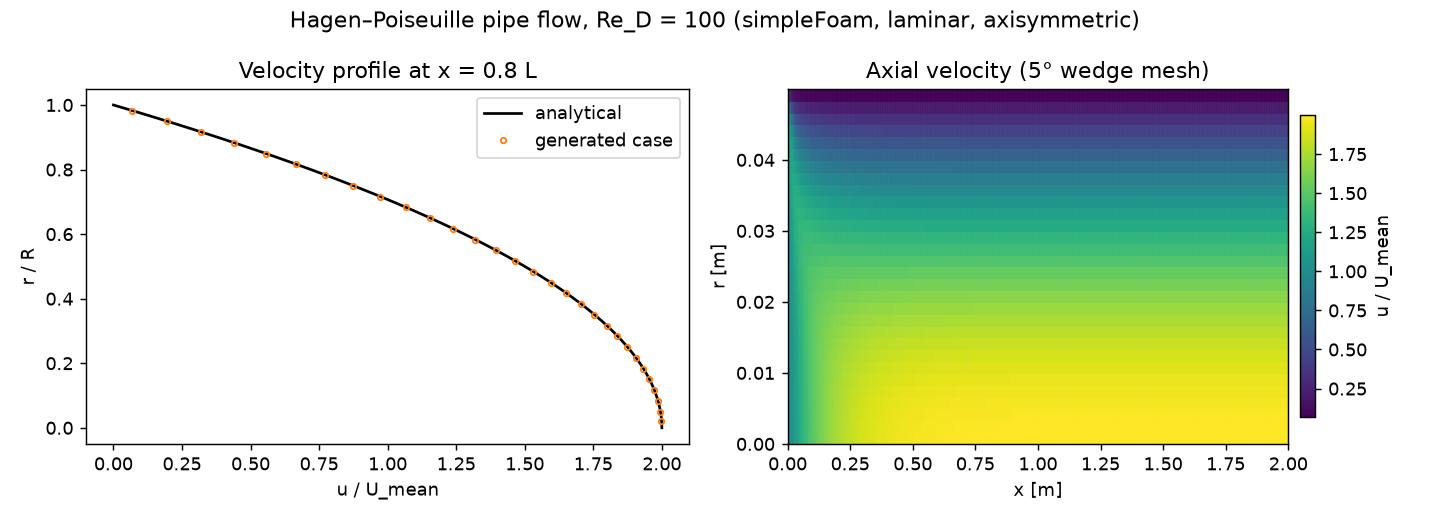 Hagen–Poiseuille pipe flow, Re_D = 100 (simpleFoam, laminar, axisymmetric)
Velocity profile at x = 0.8 L
analytical
generated case
1.0
0.8
0.6
0.4
0.2
0.0
r / R
0.00 0.25 0.50 0.75 1.00 1.25 1.50 1.75 2.00
u / U_mean
Axial velocity (5° wedge mesh)
0.04
0.03
0.02
0.01
0.00
r [m]
0.00 0.25 0.50 0.75 1.00 1.25 1.50 1.75 2.00
x [m]
1.75
1.50
1.25
1.00
0.75
0.50
0.25
u / U_mean